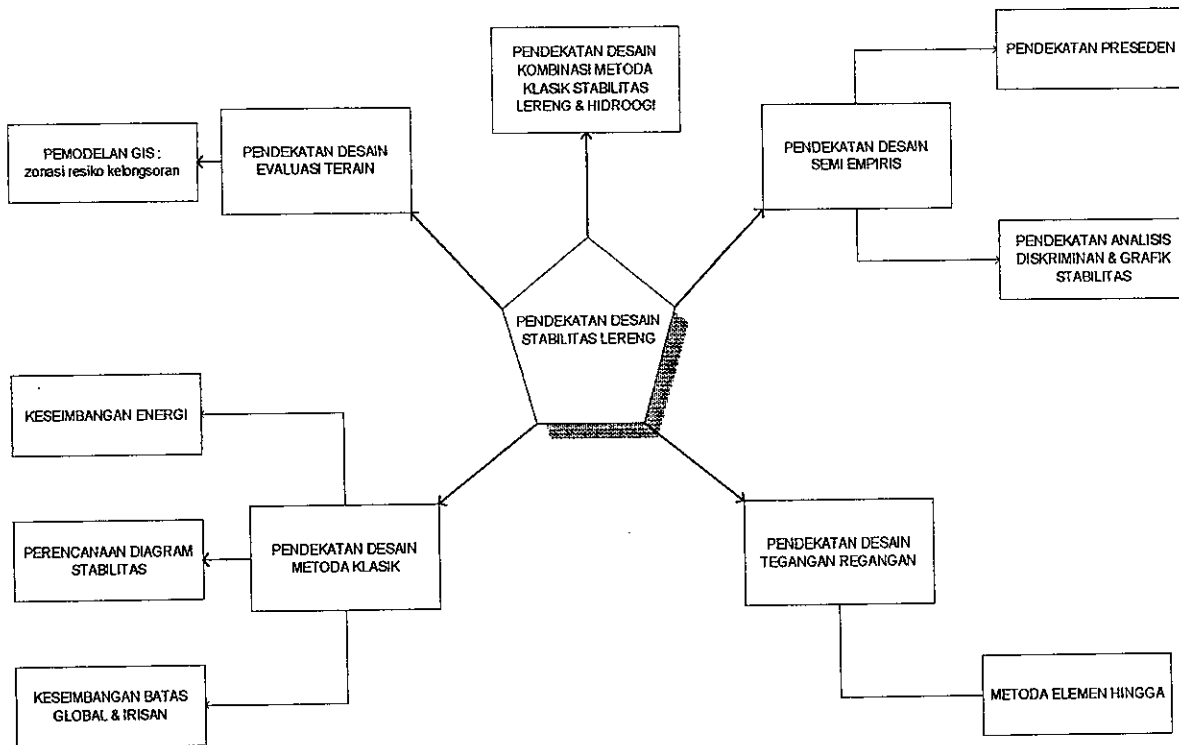 PENDEKATAN DESAIN
KOMBINASI METODA
KLASIK STABILITAS
LERENG & HIDROOGI
PENDEKATAN PRESEDEN
PEMODELAN GIS :
zonasi resiko kelongsoran
PENDEKATAN DESAIN
EVALUASI TERAIN
PENDEKATAN DESAIN
SEMI EMPIRIS
PENDEKATAN ANALISIS
DISKRIMINAN & GRAFIK
STABILITAS
PENDEKATAN DESAIN
STABILITAS LERENG
KESEIMBANGAN ENERGI
PERENCANAAN DIAGRAM
STABILITAS
PENDEKATAN DESAIN
METODA KLASIK
PENDEKATAN DESAIN
TEGANGAN REGANGAN
KESEIMBANGAN BATAS
GLOBAL & IRISAN
METODA ELEMEN HINGGA